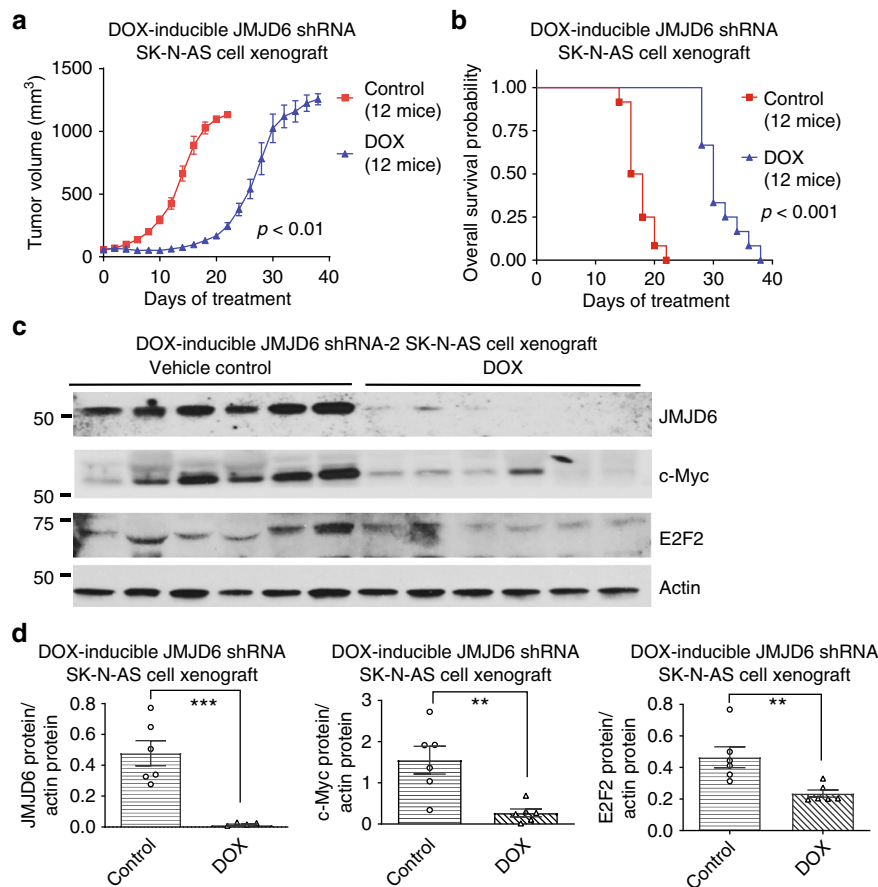 a
DOX-inducible JMJD6 shRNA
SK-N-AS cell xenograft
Tumor volume (mm3)
1500
1000
500
0
0 10 20 30 40
Days of treatment
Control
(12 mice)
DOX
(12 mice)
p < 0.01
b
DOX-inducible JMJD6 shRNA
SK-N-AS cell xenograft
Overall survival probability
1.00
0.75
0.50
0.25
0.00
0 10 20 30 40
Days of treatment
Control
(12 mice)
DOX
(12 mice)
p < 0.001
c
DOX-inducible JMJD6 shRNA-2 SK-N-AS cell xenograft
Vehicle control DOX
50 JMJD6
c-Myc
50
75
E2F2
50
Actin
d
DOX-inducible JMJD6 shRNA
SK-N-AS cell xenograft
JMJD6 protein/
actin protein
0.8
0.6
0.4
0.2
0.0
***
Control DOX
DOX-inducible JMJD6 shRNA
SK-N-AS cell xenograft
c-Myc protein/
actin protein
3
2
1
0
**
Control DOX
DOX-inducible JMJD6 shRNA
SK-N-AS cell xenograft
E2F2 protein/
actin protein
0.8
0.6
0.4
0.2
0.0
**
Control DOX